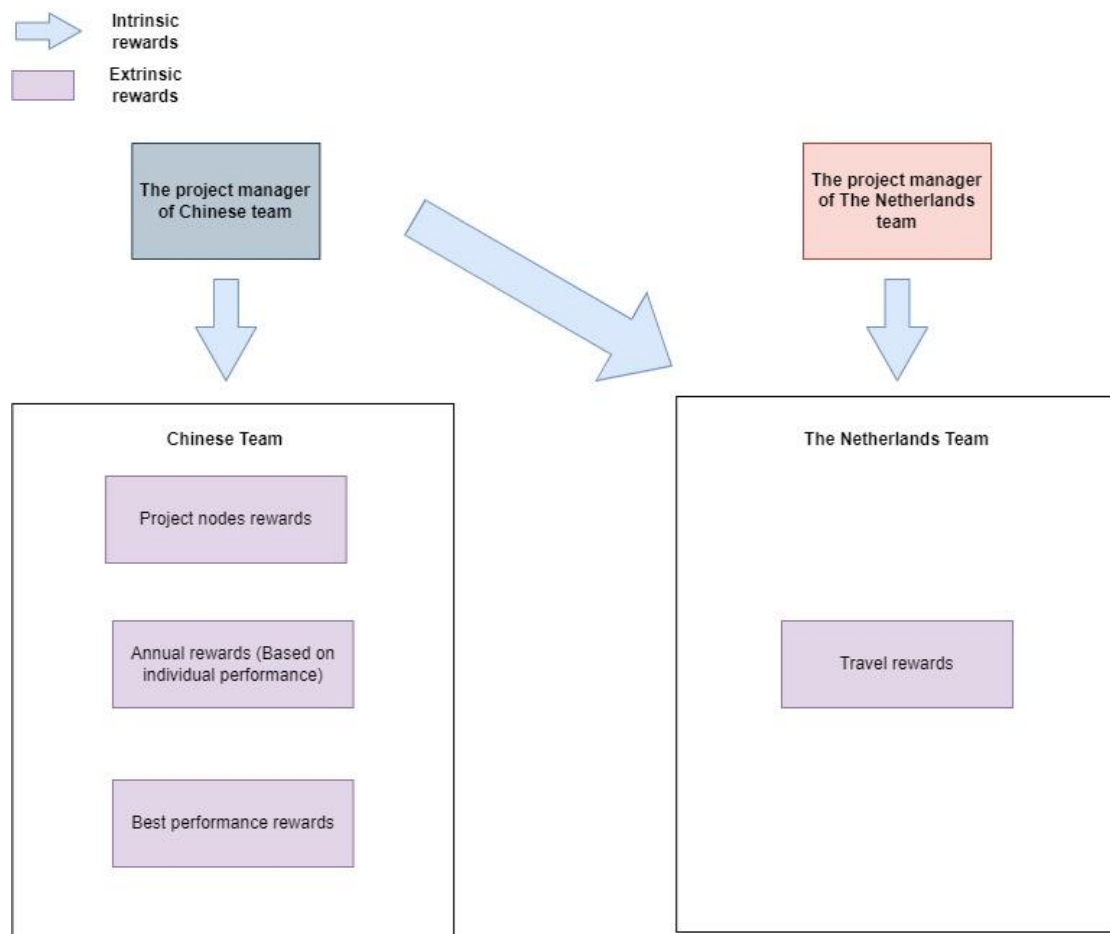 Intrinsic
rewards
Extrinsic
rewards
The project manager
of Chinese team
The project manager
of The Netherlands
team
Chinese Team
Project nodes rewards
Annual rewards (Based on
individual performance)
Best performance rewards
The Netherlands Team
Travel rewards